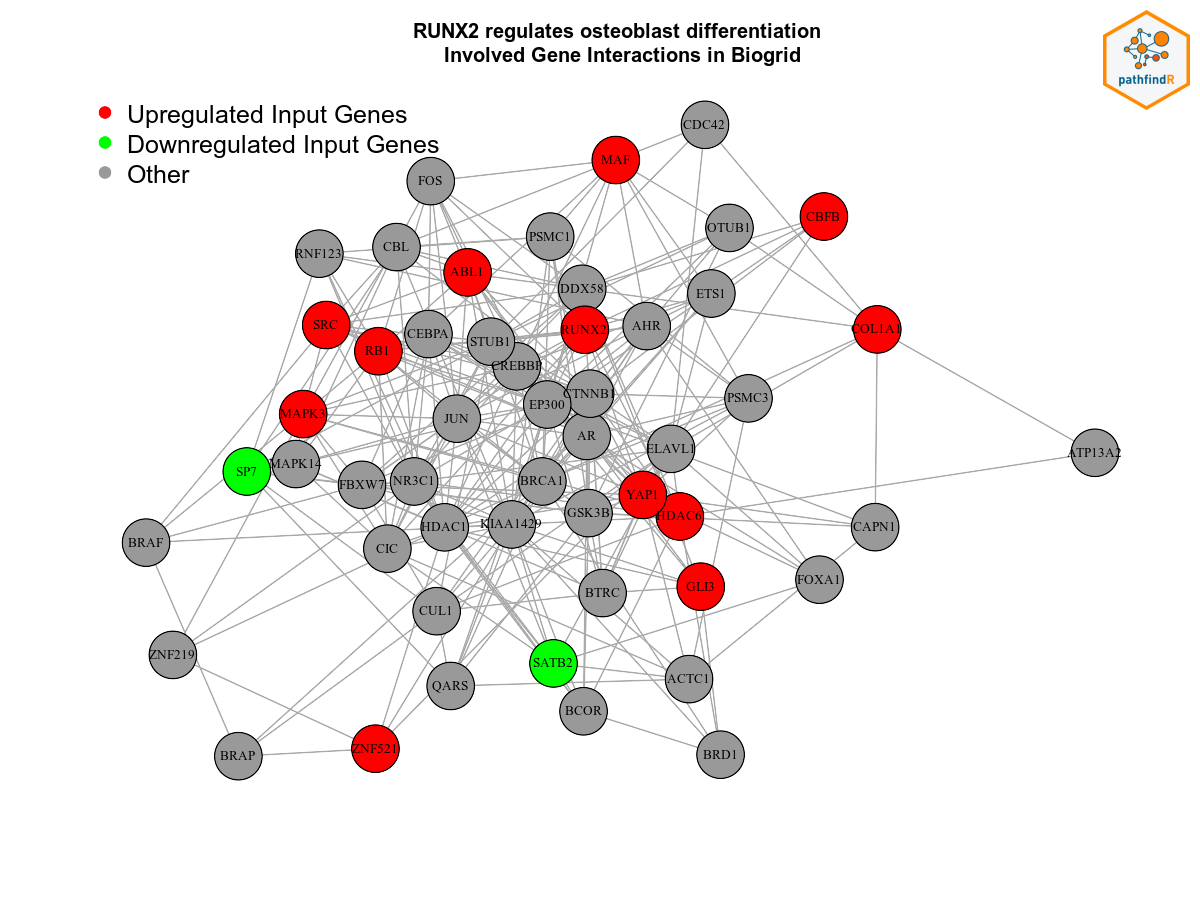 RUNX2 regulates osteoblast differentiation
Involved Gene Interactions in Biogrid
pathfindR
Upregulated Input Genes
Downregulated Input Genes
Other
CDC42
MAF
FOS
CBFB
OTUB1
PSMC1
CBL
RNF123
ABL1
DDX58
ETS1
SRC
AHR
RUNX2
COL1A1
CEBPA
STUB1
RB1
CREBBP
CTNNB1
PSMC3
EP300
MAPK3
JUN
AR
ELAVL1
ATP13A2
MAPK14
SP7
NR3C1
BRCA1
FBXW7
YAP1
GSK3B
HDAC6
KIAA1429
HDAC1
CAPN1
BRAF
CIC
FOXA1
GLI3
BTRC
CUL1
ZNF219
SATB2
ACTC1
QARS
BCOR
ZNF521
BRD1
BRAP